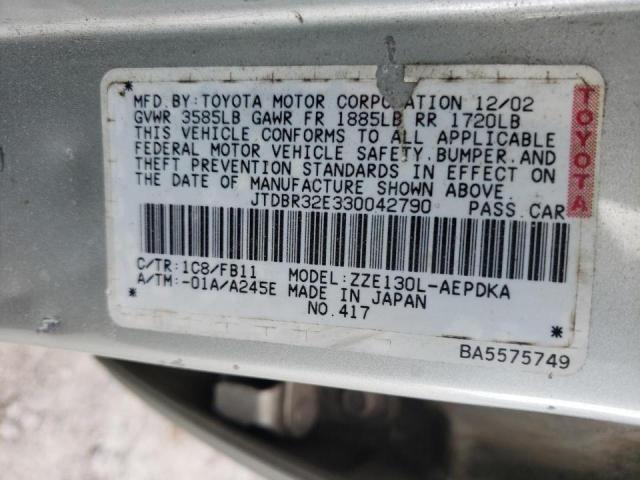 MFD.BY:TOYOTA MOTOR CORPORATION 12/02
GVWR 3585LB GAWR FR 1885LB RR 1720LB
THIS VEHICLE CONFORMS TO ALL APPLICABLE
FEDERAL MOTOR VEHICLE SAFETY,BUMPER,AND
THEFT PREVENTION STANDARDS IN EFFECT ON
THE DATE OF MANUFACTURE SHOWN ABOVE.
JTDBR32E330042790 PASS.CAR
TOYOTA
C/TR:1C8/FB11 MODEL:ZZE130L-AEPDKA
A/TM:-01A/A245E MADE IN JAPAN
NO.417
BA5575749